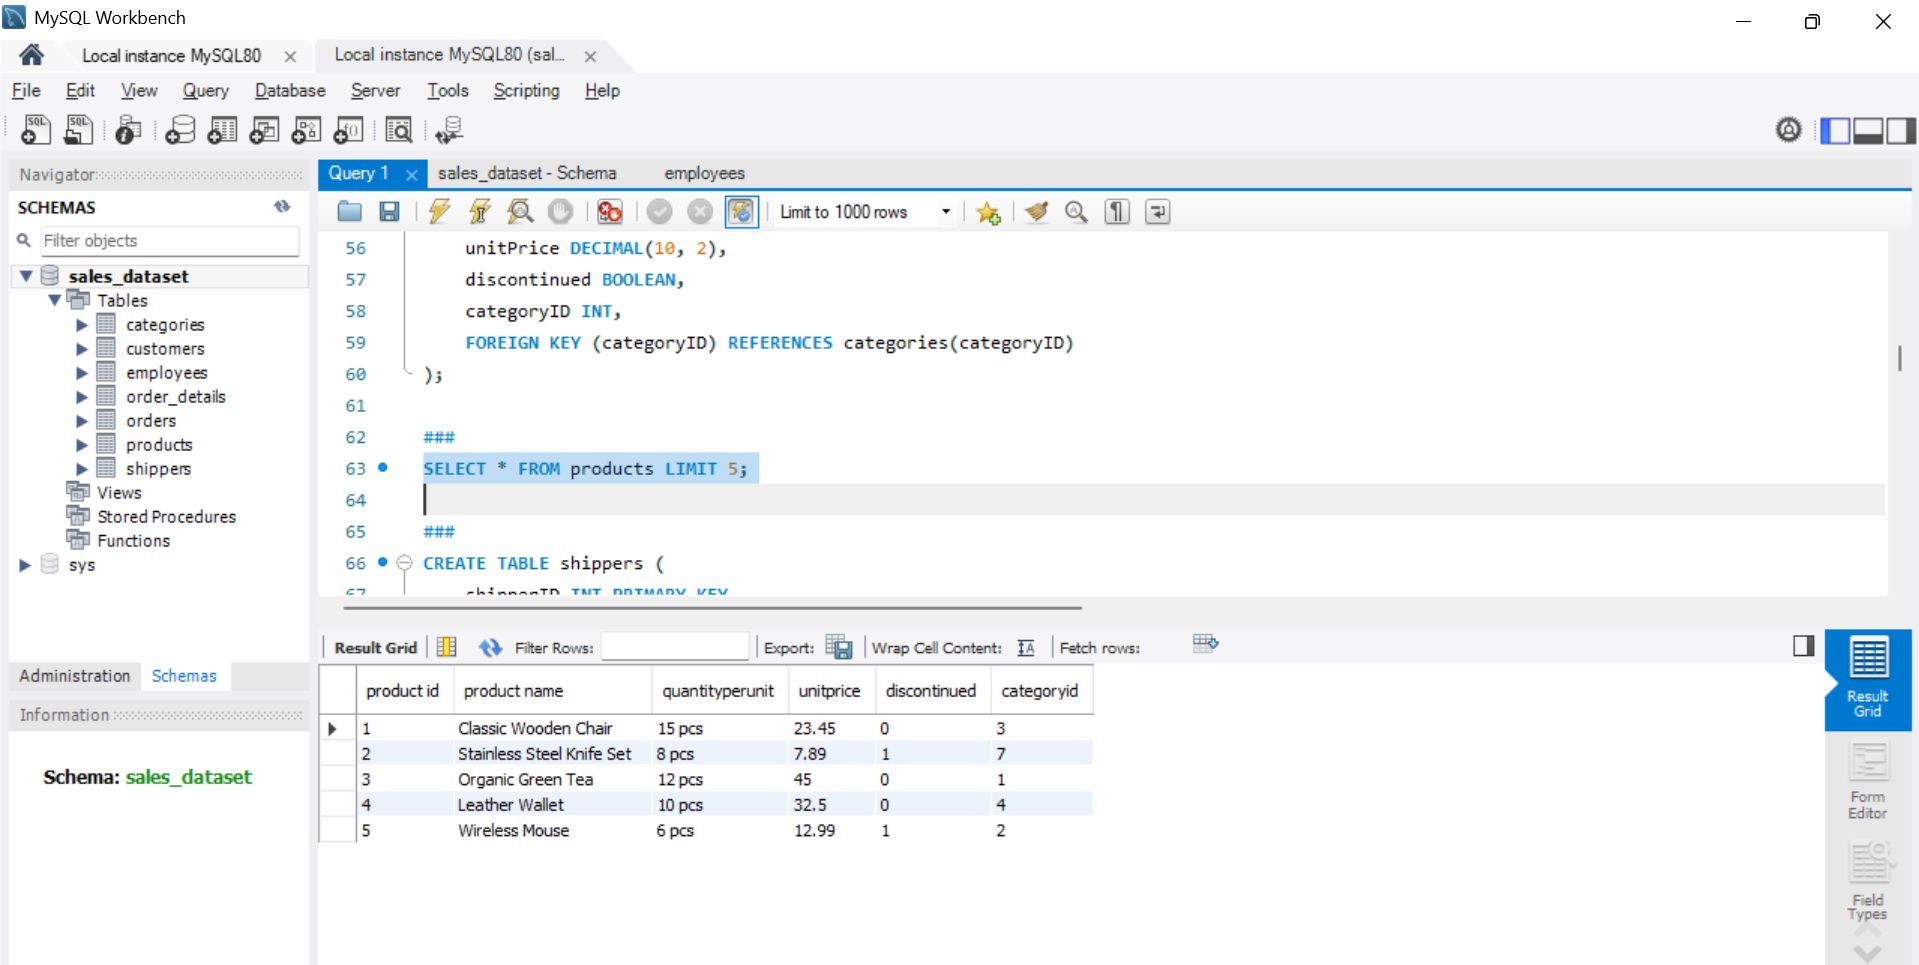 MySQL Workbench
Local instance MySQL80
Local instance MySQL80 (sal...
File Edit View Query Database Server Tools Scripting Help
Navigator
SCHEMAS
Filter objects
sales_dataset
Tables
categories
customers
employees
order_details
orders
products
shippers
Views
Stored Procedures
Functions
sys
Administration Schemas
Information
Schema: sales_dataset
Query 1 sales_dataset - Schema employees
Limit to 1000 rows
56 unitPrice DECIMAL(10, 2),
57 discontinued BOOLEAN,
58 categoryID INT,
59 FOREIGN KEY (categoryID) REFERENCES categories(categoryID)
60 );
61
62 ###
63 SELECT * FROM products LIMIT 5;
64
65 ###
66 CREATE TABLE shippers (
67 shipperID INT PRIMARY KEY
Result Grid Filter Rows: Export: Wrap Cell Content: Fetch rows:
product id product name quantityperunit unitprice discontinued categoryid
1 Classic Wooden Chair 15 pcs 23.45 0 3
2 Stainless Steel Knife Set 8 pcs 7.89 1 7
3 Organic Green Tea 12 pcs 45 0 1
4 Leather Wallet 10 pcs 32.5 0 4
5 Wireless Mouse 6 pcs 12.99 1 2
Result
Grid
Form
Editor
Field
Types